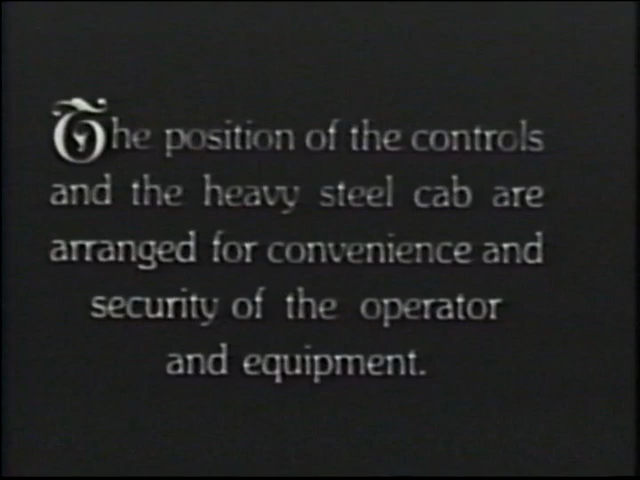 The position of the controls
and the heavy steel cab are
arranged for convenience and
security of the operator
and equipment.